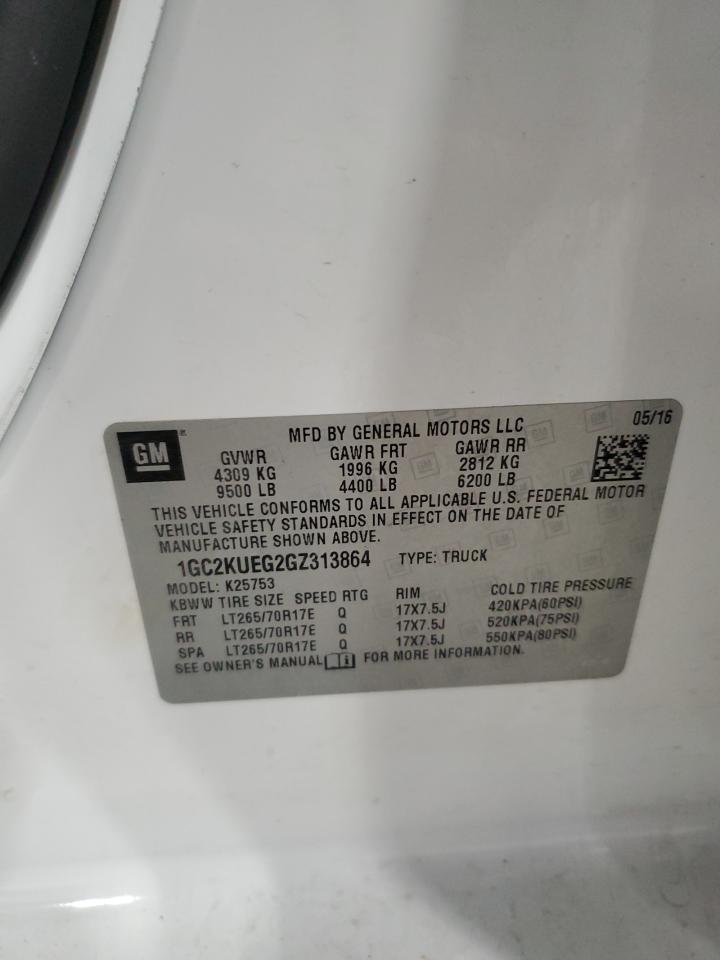 GM
MFD BY GENERAL MOTORS LLC 05/16
GVWR GAWR FRT GAWR RR
4309 KG 1996 KG 2812 KG
9500 LB 4400 LB 6200 LB
THIS VEHICLE CONFORMS TO ALL APPLICABLE U.S. FEDERAL MOTOR
VEHICLE SAFETY STANDARDS IN EFFECT ON THE DATE OF
MANUFACTURE SHOWN ABOVE.
1GC2KUEG2GZ313864 TYPE: TRUCK
MODEL: K25753
KBWW TIRE SIZE SPEED RTG RIM COLD TIRE PRESSURE
FRT LT265/70R17E Q 17X7.5J 420KPA(60PSI)
RR LT265/70R17E Q 17X7.5J 520KPA(75PSI)
SPA LT265/70R17E Q 17X7.5J 550KPA(80PSI)
SEE OWNER'S MANUAL FOR MORE INFORMATION.